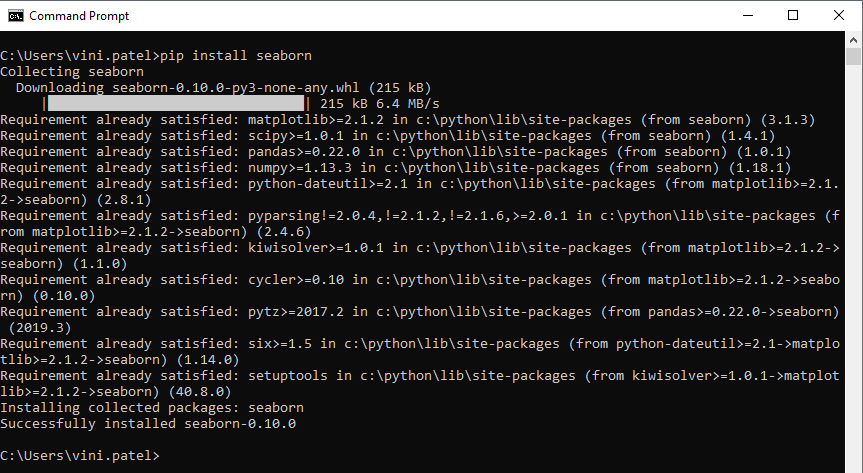 Command Prompt
C:\Users\vini.patel>pip install seaborn
Collecting seaborn
  Downloading seaborn-0.10.0-py3-none-any.whl (215 kB)
     |████████████████████████████████| 215 kB 6.4 MB/s
Requirement already satisfied: matplotlib>=2.1.2 in c:\python\lib\site-packages (from seaborn) (3.1.3)
Requirement already satisfied: scipy>=1.0.1 in c:\python\lib\site-packages (from seaborn) (1.4.1)
Requirement already satisfied: pandas>=0.22.0 in c:\python\lib\site-packages (from seaborn) (1.0.1)
Requirement already satisfied: numpy>=1.13.3 in c:\python\lib\site-packages (from seaborn) (1.18.1)
Requirement already satisfied: python-dateutil>=2.1 in c:\python\lib\site-packages (from matplotlib>=2.1.
2->seaborn) (2.8.1)
Requirement already satisfied: pyparsing!=2.0.4,!=2.1.2,!=2.1.6,>=2.0.1 in c:\python\lib\site-packages (f
rom matplotlib>=2.1.2->seaborn) (2.4.6)
Requirement already satisfied: kiwisolver>=1.0.1 in c:\python\lib\site-packages (from matplotlib>=2.1.2->
seaborn) (1.1.0)
Requirement already satisfied: cycler>=0.10 in c:\python\lib\site-packages (from matplotlib>=2.1.2->seabo
rn) (0.10.0)
Requirement already satisfied: pytz>=2017.2 in c:\python\lib\site-packages (from pandas>=0.22.0->seaborn)
 (2019.3)
Requirement already satisfied: six>=1.5 in c:\python\lib\site-packages (from python-dateutil>=2.1->matplo
tlib>=2.1.2->seaborn) (1.14.0)
Requirement already satisfied: setuptools in c:\python\lib\site-packages (from kiwisolver>=1.0.1->matplot
lib>=2.1.2->seaborn) (40.8.0)
Installing collected packages: seaborn
Successfully installed seaborn-0.10.0
C:\Users\vini.patel>